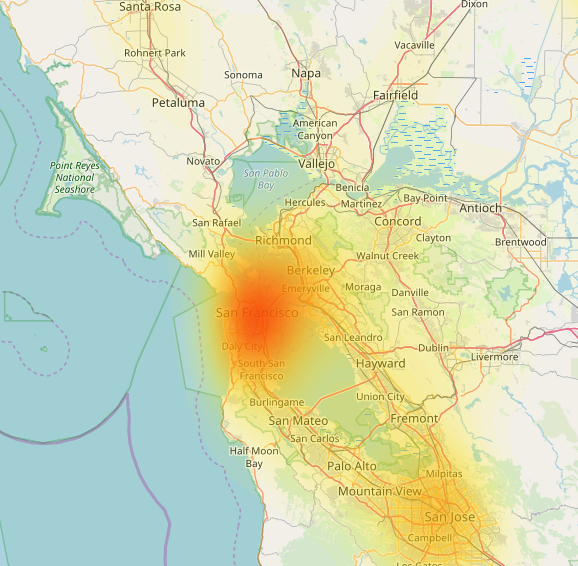 Santa Rosa
Dixon
Rohnert Park
Vacaville
Sonoma
Napa
Fairfield
Petaluma
American
Canyon
Novato
Vallejo
Point Reyes
National
Seashore
San Pablo
Bay
Benicia
Hercules
Martinez
Bay Point
Antioch
San Rafael
Concord
Richmond
Clayton
Brentwood
Mill Valley
Walnut Creek
Berkeley
Emeryville
Moraga
Danville
San Francisco
San Ramon
Daly City
San Leandro
Dublin
Livermore
South San
Francisco
Hayward
Burlingame
Union City
San Mateo
Fremont
San Carlos
Half Moon
Bay
Palo Alto
Milpitas
Mountain View
San Jose
Campbell
Los Gatos